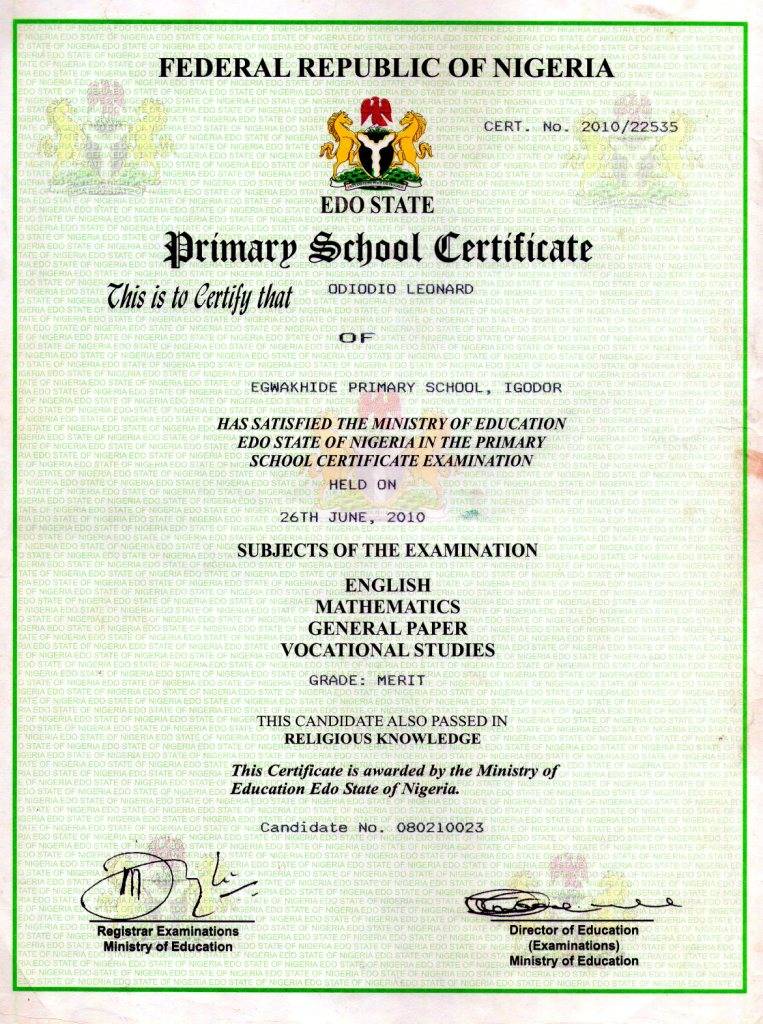 FEDERAL REPUBLIC OF NIGERIA
CERT. No. 2010/22535
EDO STATE
Primary School Certificate
This is to Certify that ODIODIO LEONARD
OF
EGWAKHIDE PRIMARY SCHOOL, IGODOR
HAS SATISFIED THE MINISTRY OF EDUCATION
EDO STATE OF NIGERIA IN THE PRIMARY
SCHOOL CERTIFICATE EXAMINATION
HELD ON
26TH JUNE, 2010
SUBJECTS OF THE EXAMINATION
ENGLISH
MATHEMATICS
GENERAL PAPER
VOCATIONAL STUDIES
GRADE: MERIT
THIS CANDIDATE ALSO PASSED IN
RELIGIOUS KNOWLEDGE
This Certificate is awarded by the Ministry of
Education Edo State of Nigeria.
Candidate No. 080210023
Registrar Examinations
Ministry of Education
Director of Education
(Examinations)
Ministry of Education